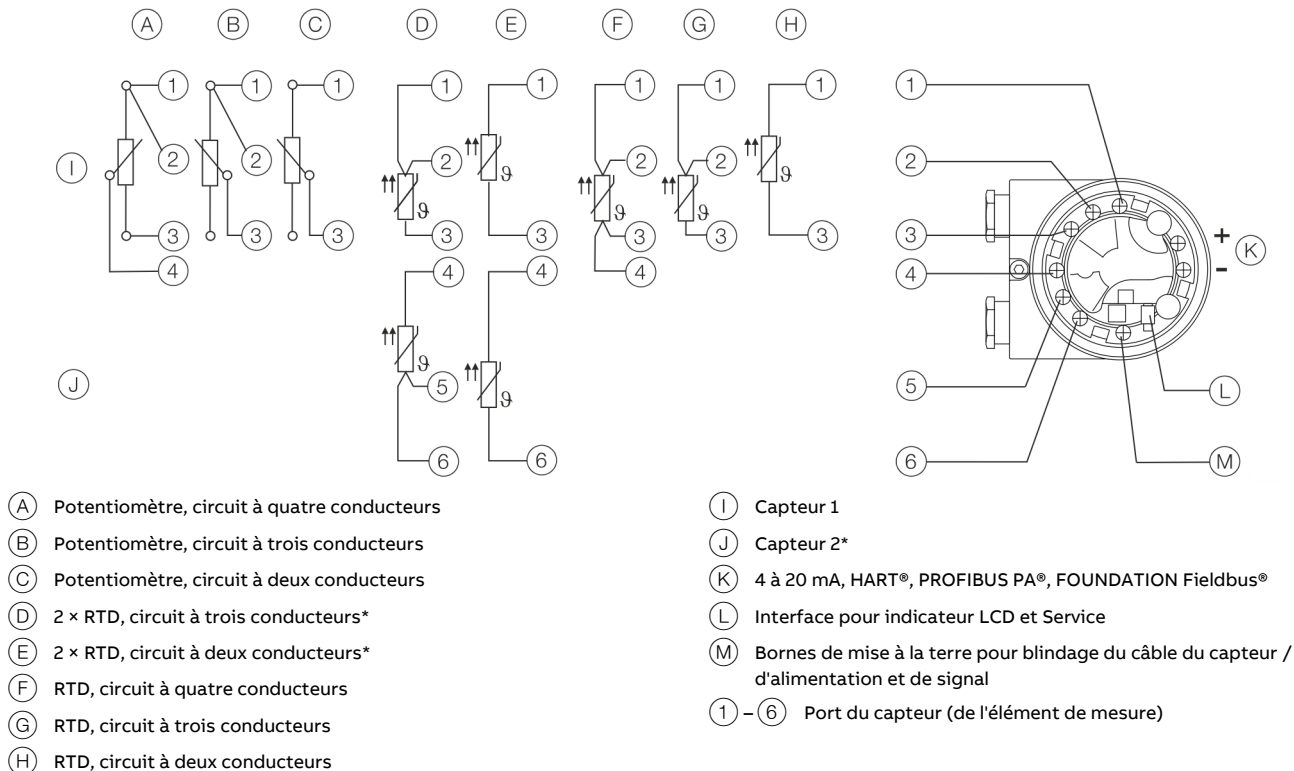 A B C D E F G H
1 1 1 1 1 1 1 1 1
2 2 2 2 2 2
I
3 3 3 3 3 3 3 3 3
4 4 4 4 4
ϑ ϑ ϑ ϑ ϑ ϑ ϑ
+
-
K
J
5 5
6 6 6
L
M
A Potentiomètre, circuit à quatre conducteurs
B Potentiomètre, circuit à trois conducteurs
C Potentiomètre, circuit à deux conducteurs
D 2 × RTD, circuit à trois conducteurs*
E 2 × RTD, circuit à deux conducteurs*
F RTD, circuit à quatre conducteurs
G RTD, circuit à trois conducteurs
H RTD, circuit à deux conducteurs
I Capteur 1
J Capteur 2*
K 4 à 20 mA, HART®, PROFIBUS PA®, FOUNDATION Fieldbus®
L Interface pour indicateur LCD et Service
M Bornes de mise à la terre pour blindage du câble du capteur /
d'alimentation et de signal
1 – 6 Port du capteur (de l'élément de mesure)